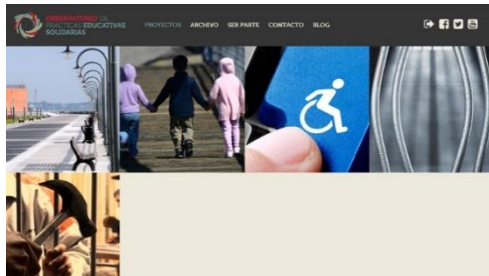 OBSERVATORIO DE
PRÁCTICAS EDUCATIVAS
SOLIDARIAS
PROYECTOS ARCHIVO SER PARTE CONTACTO BLOG